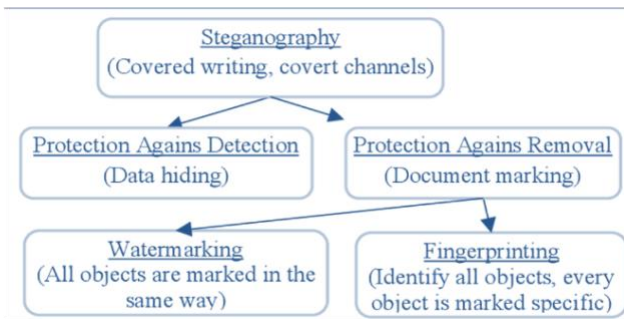 Steganography
(Covered writing, covert channels)
Protection Agains Detection
(Data hiding)
Protection Agains Removal
(Document marking)
Watermarking
(All objects are marked in the
same way)
Fingerprinting
(Identify all objects, every
object is marked specific)